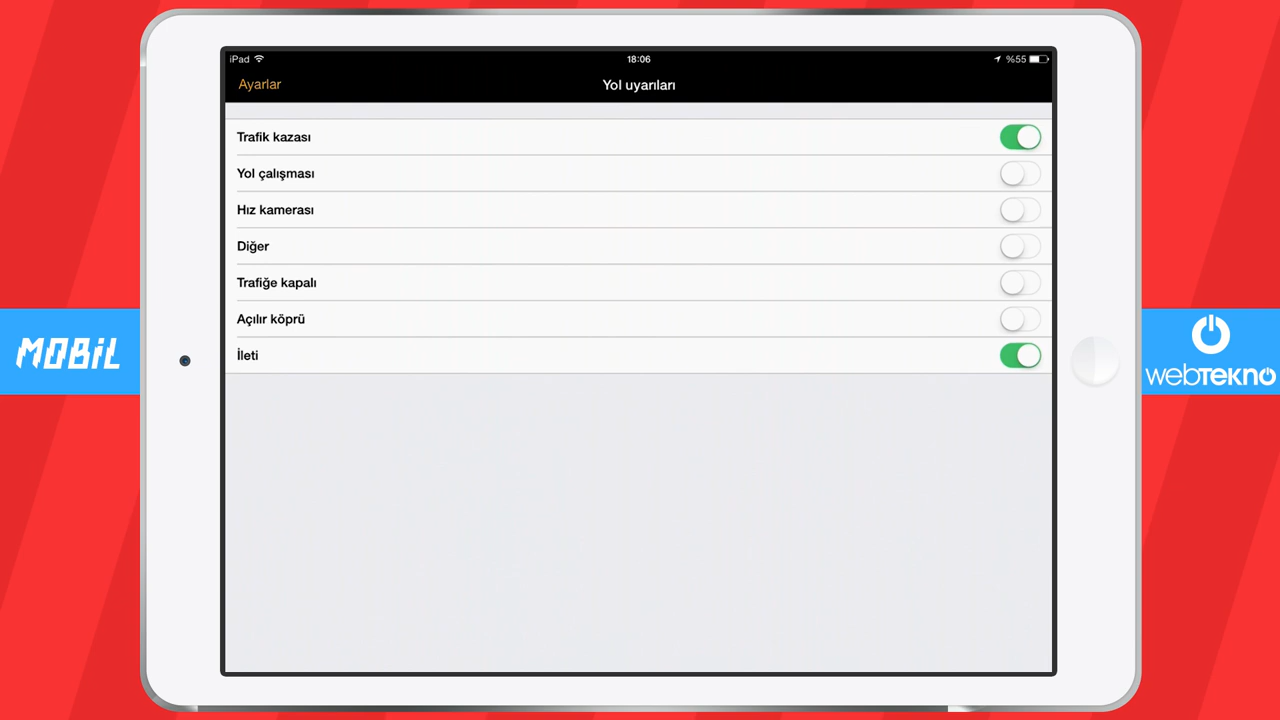 iPad
18:06
%55
Ayarlar
Yol uyarıları
Trafik kazası
Yol çalışması
Hız kamerası
Diğer
Trafiğe kapalı
Açılır köprü
İleti
MOBİL
webTEKNO